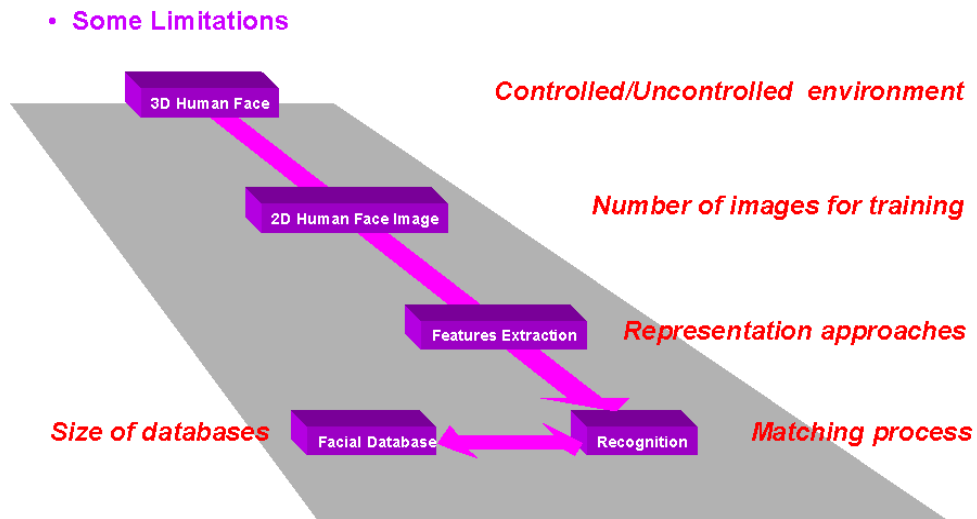 • Some Limitations
3D Human Face
Controlled/Uncontrolled environment
2D Human Face Image
Number of images for training
Features Extraction
Representation approaches
Size of databases
Facial Database
Recognition
Matching process